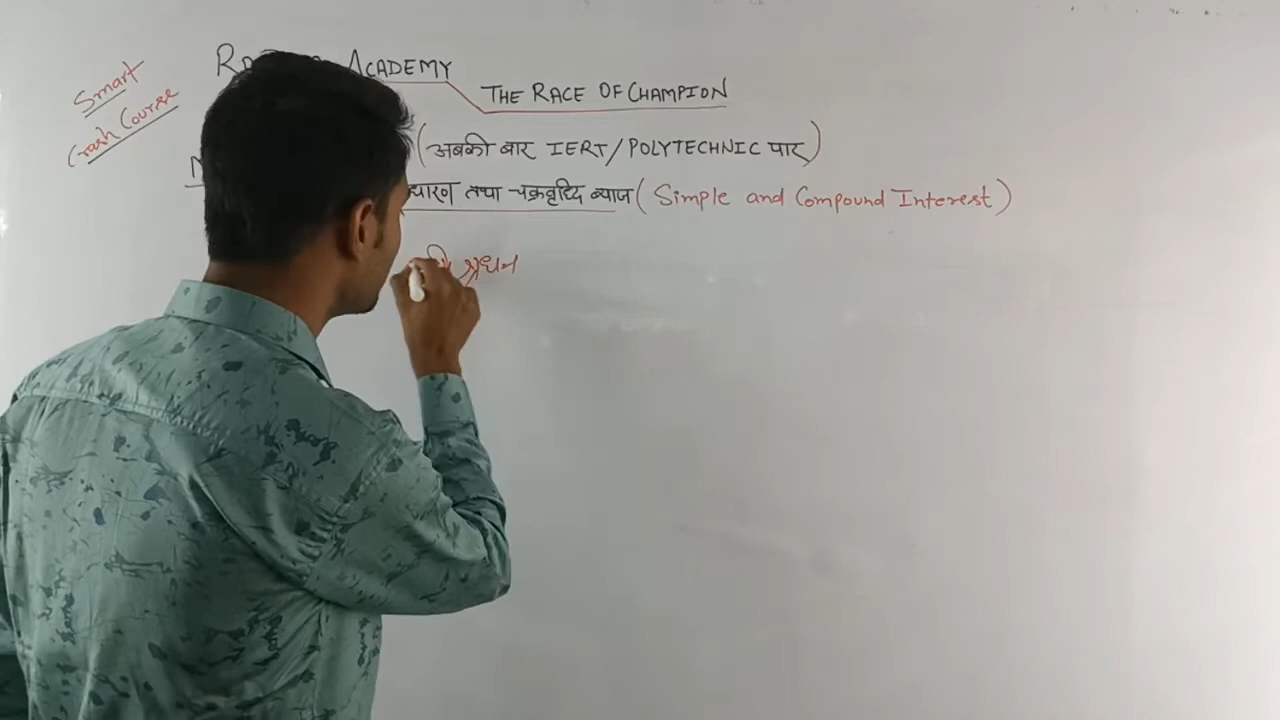 Smart
Crash Course
ACADEMY
THE RACE OF CHAMPION
(अबकी बार IERT/POLYTECHNIC पार)
तथा चक्रवृद्धि ब्याज (Simple and Compound Interest)